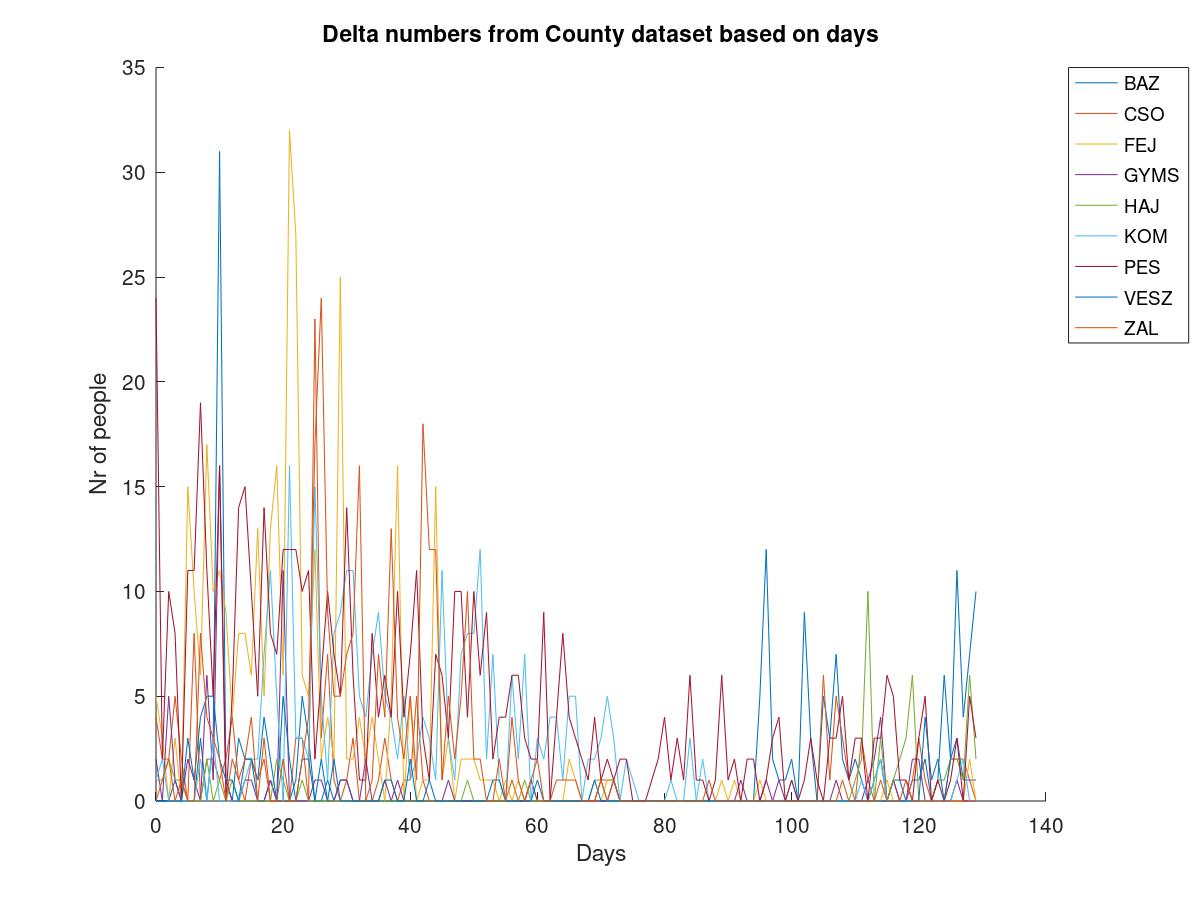 Delta numbers from County dataset based on days
35
30
25
20
15
10
5
0
0 20 40 60 80 100 120 140
Nr of people
Days
BAZ
CSO
FEJ
GYMS
HAJ
KOM
PES
VESZ
ZAL